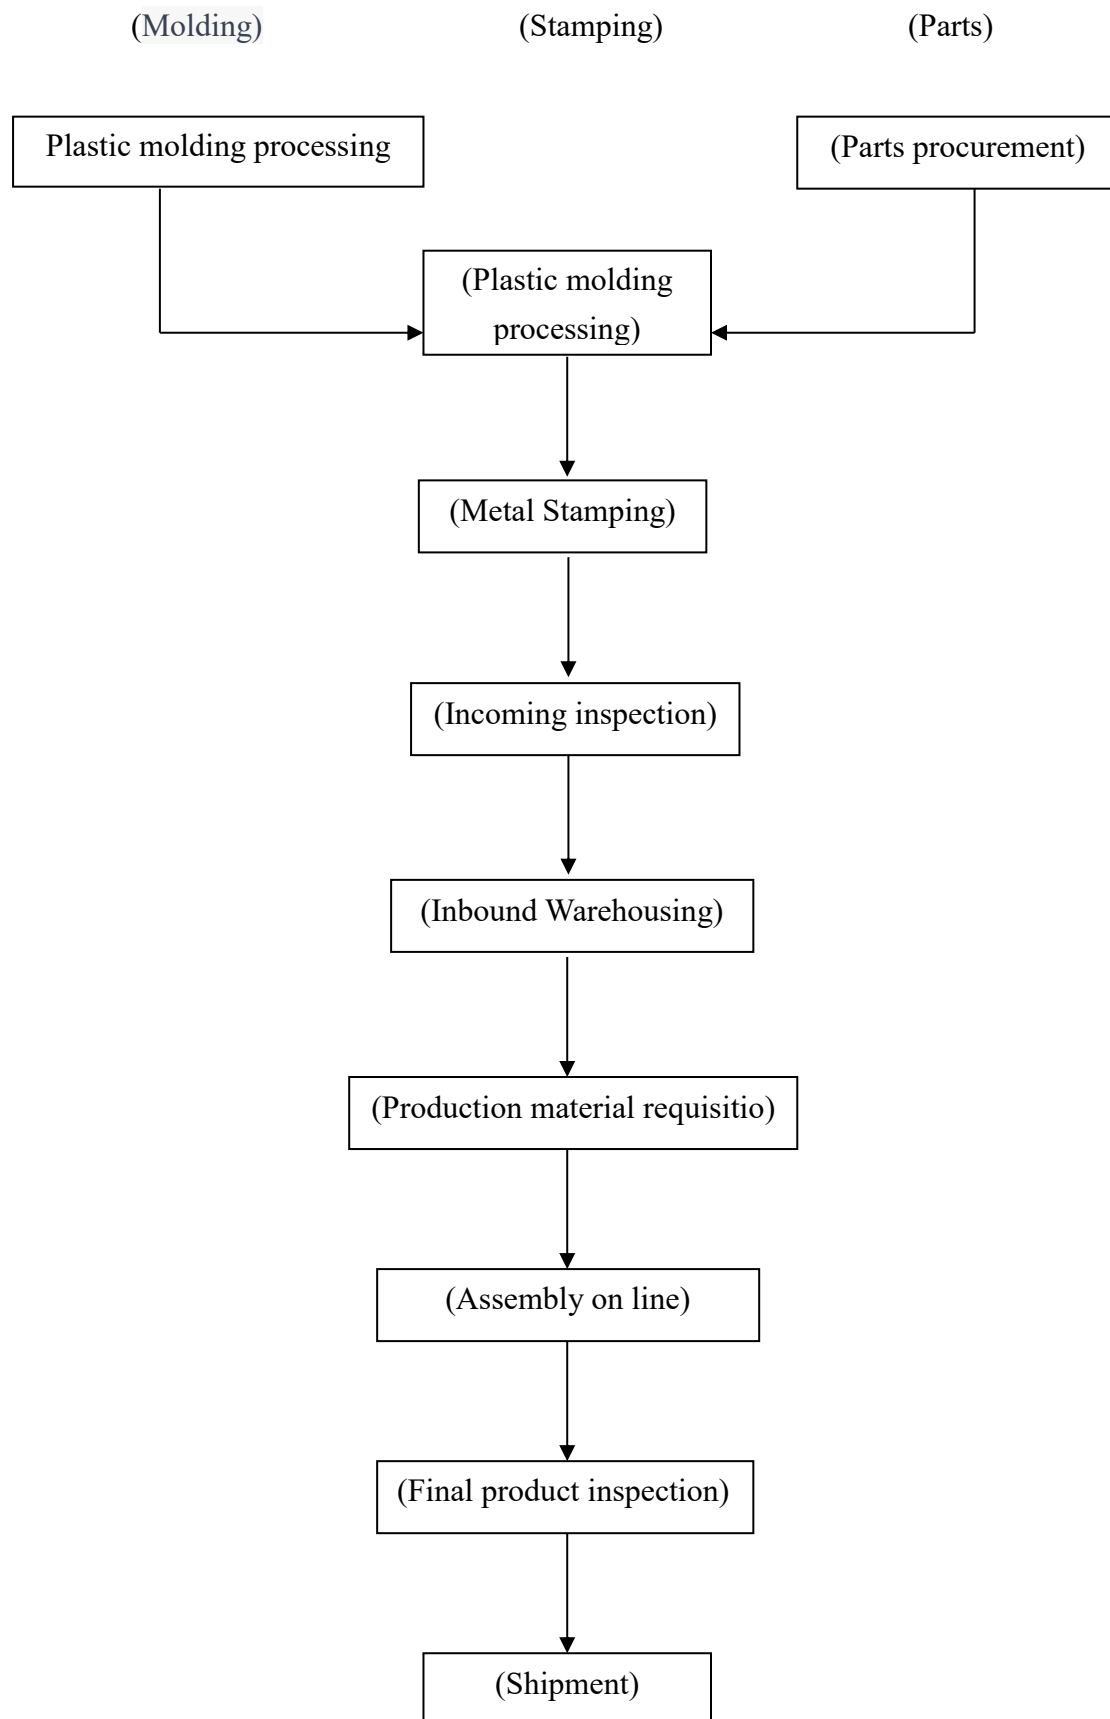 (Molding)
(Stamping)
(Parts)
Plastic molding processing
(Parts procurement)
(Plastic molding
processing)
(Metal Stamping)
(Incoming inspection)
(Inbound Warehousing)
(Production material requisitio)
(Assembly on line)
(Final product inspection)
(Shipment)